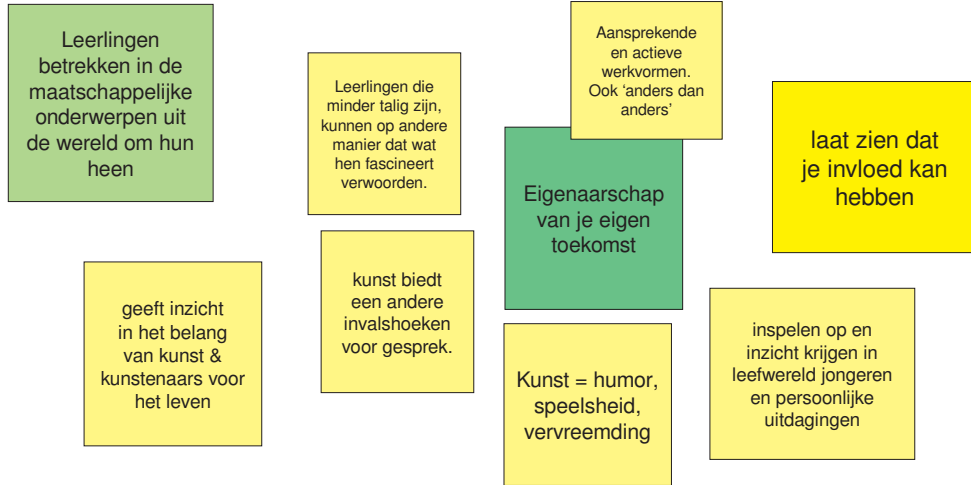 Leerlingen
betrekken in de
maatschappelijke
onderwerpen uit
de wereld om hun
heen
Leerlingen die
minder talig zijn,
kunnen op andere
manier dat wat
hen fascineert
verwoorden.
Aansprekende
en actieve
werkvormen.
Ook ‘anders dan
anders’
laat zien dat
je invloed kan
hebben
Eigenaarschap
van je eigen
toekomst
geeft inzicht
in het belang
van kunst &
kunstenaars voor
het leven
kunst biedt
een andere
invalshoeken
voor gesprek.
Kunst = humor,
speelsheid,
vervreemding
inspelen op en
inzicht krijgen in
leefwereld jongeren
en persoonlijke
uitdagingen